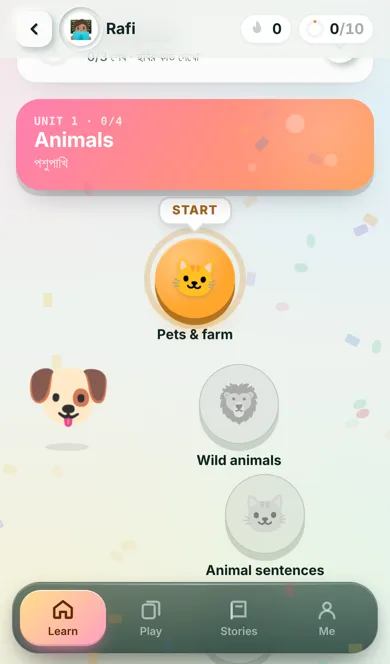 Rafi
0
0/10
UNIT 1 · 0/4
Animals
পশুপাখি
START
Pets & farm
Wild animals
Animal sentences
Learn
Play
Stories
Me